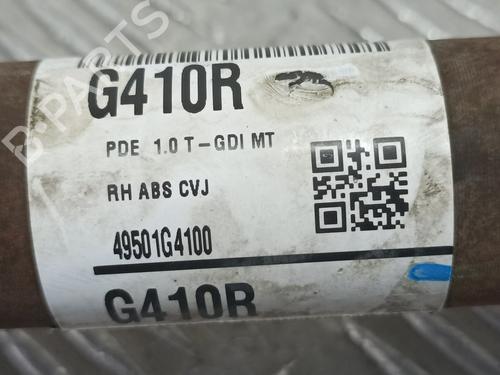 B-PARTS
G410R
PDE 1.0 T-GDI MT
RH ABS CVJ
49501G4100
G410R